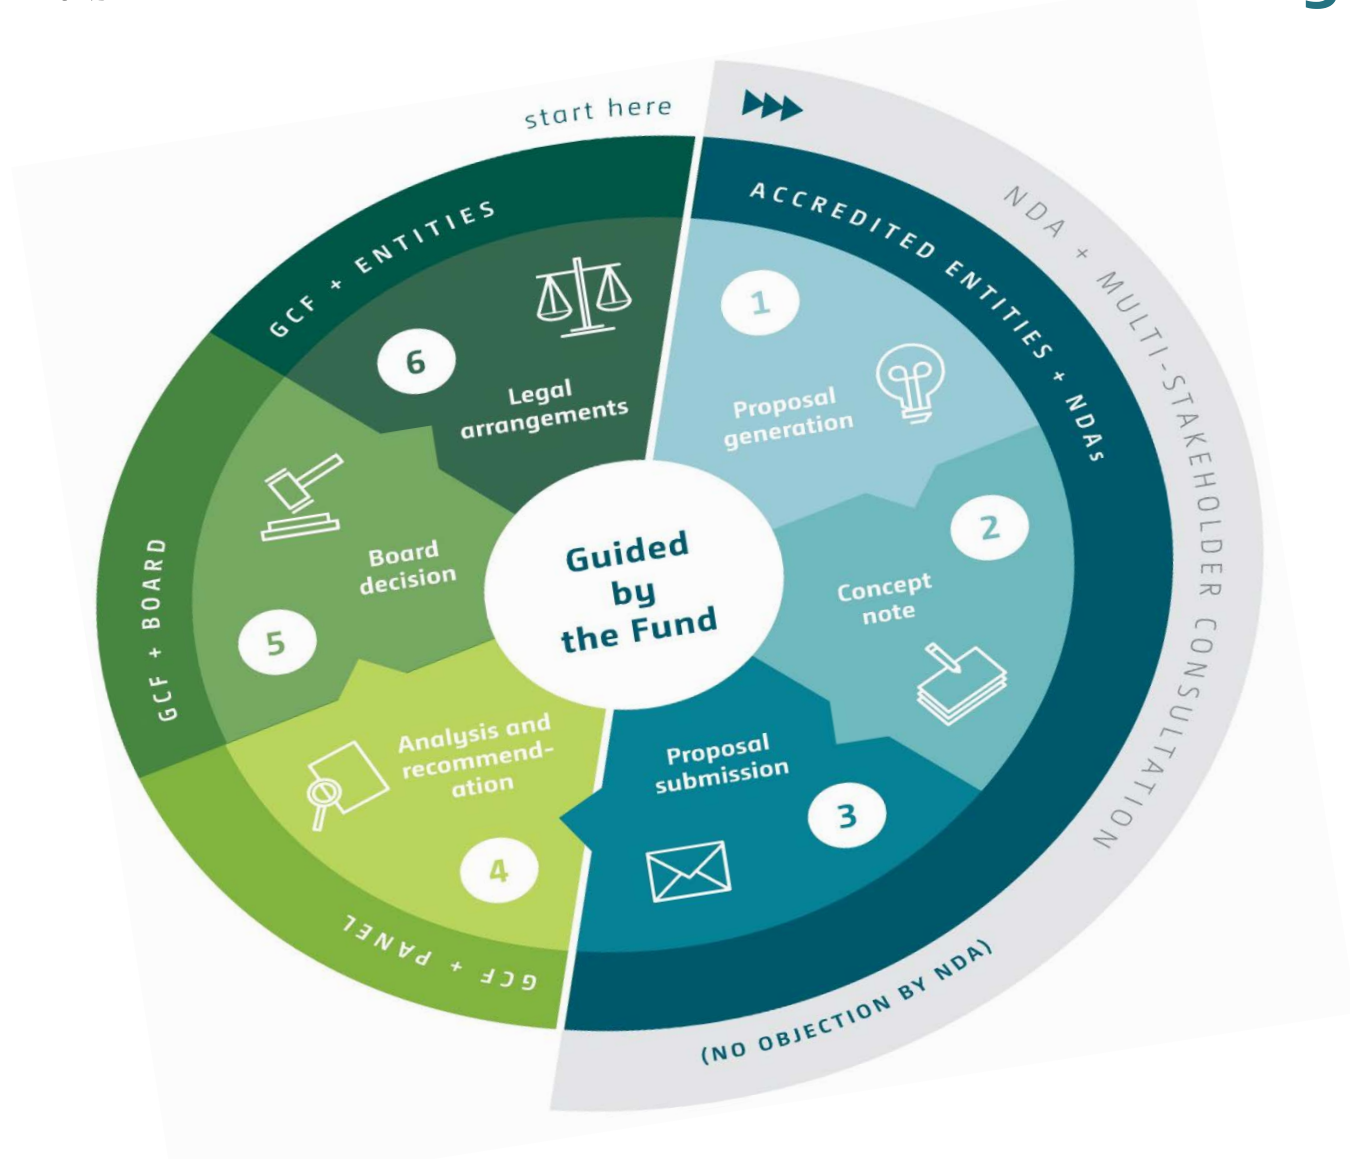 start here
NDA + MULTI-STAKEHOLDER CONSULTATION
(NO OBJECTION BY NDA)
ACCREDITED ENTITIES + NDAs
1
Proposal
generation
2
Concept
note
3
Proposal
submission
GCF + PANEL
4
Analysis and
recommend-
ation
GCF + BOARD
5
Board
decision
GCF + ENTITIES
6
Legal
arrangements
Guided
by
the Fund